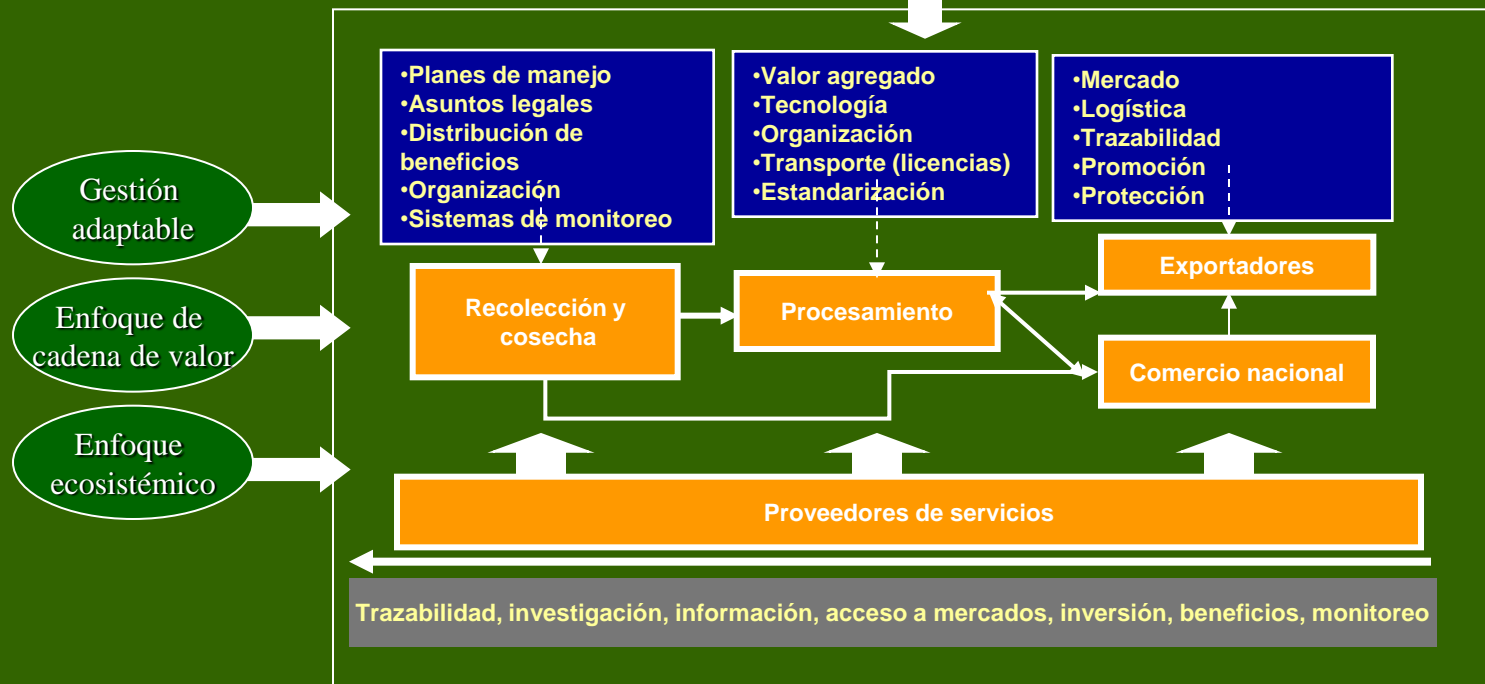 •Planes de manejo
•Asuntos legales
•Distribución de
beneficios
•Organización
•Sistemas de monitoreo
•Valor agregado
•Tecnología
•Organización
•Transporte (licencias)
•Estandarización
•Mercado
•Logística
•Trazabilidad
•Promoción
•Protección
Gestión
adaptable
Enfoque de
cadena de valor
Enfoque
ecosistémico
Recolección y
cosecha
Procesamiento
Exportadores
Comercio nacional
Proveedores de servicios
Trazabilidad, investigación, información, acceso a mercados, inversión, beneficios, monitoreo